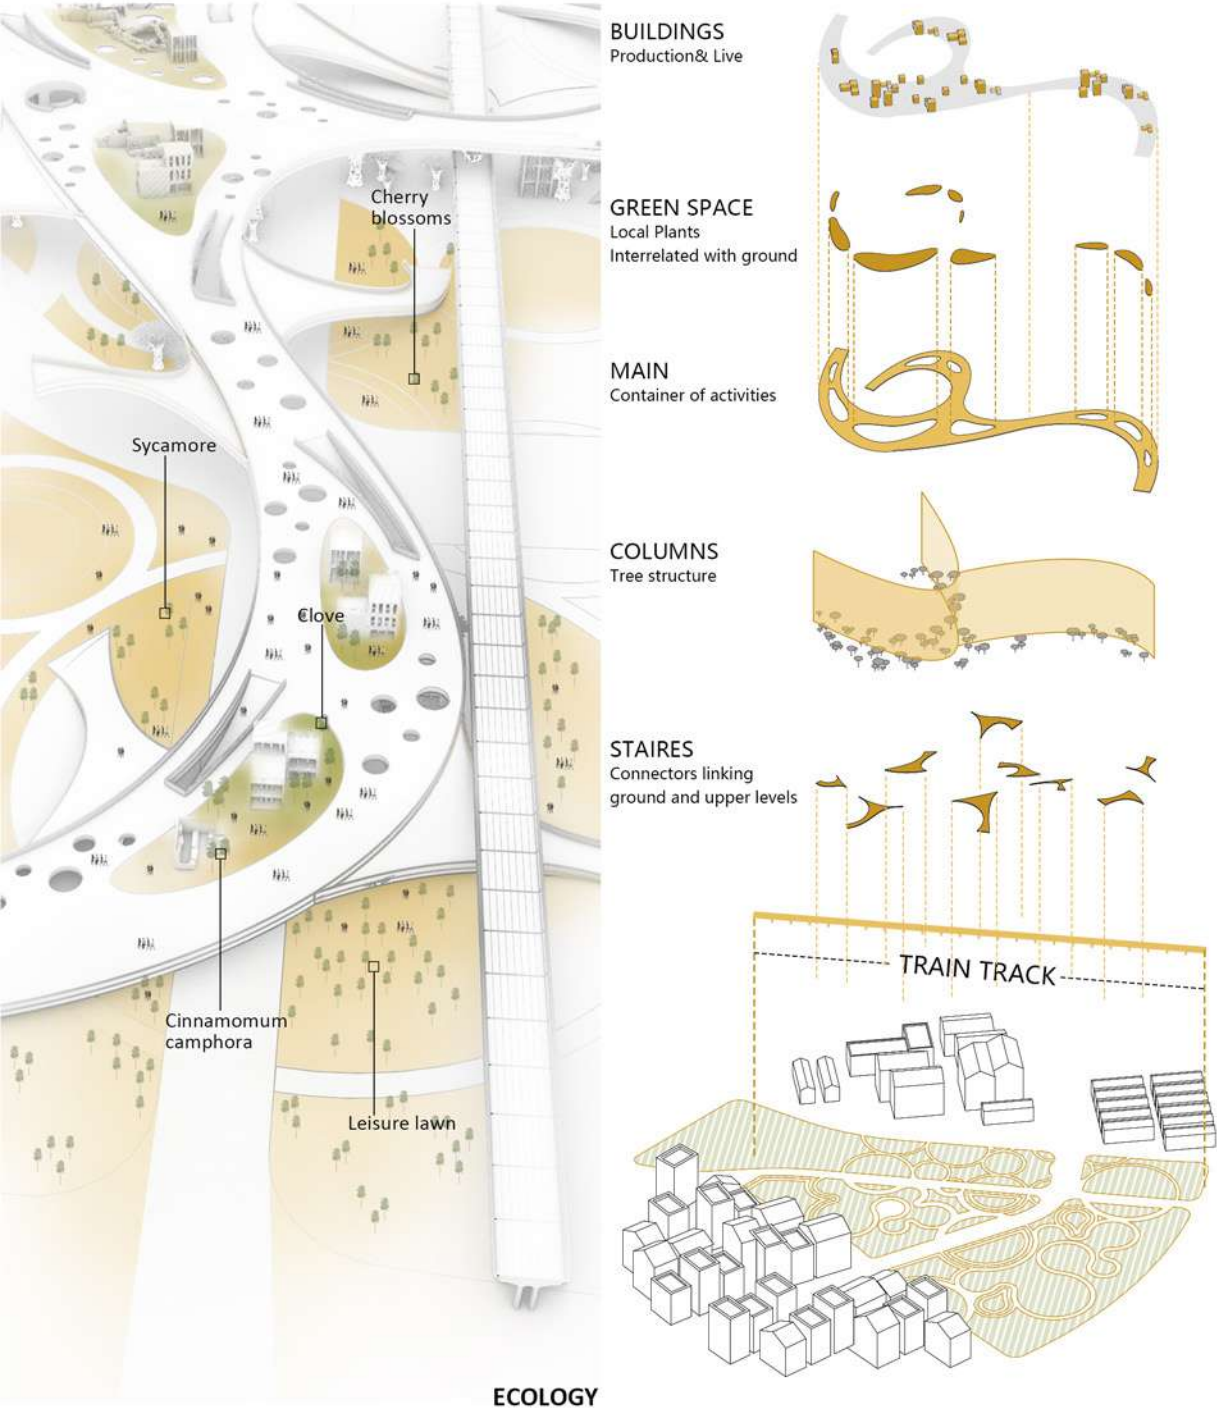 Cherry
blossoms
Sycamore
Clove
Cinnamomum
camphora
Leisure lawn
ECOLOGY
BUILDINGS
Production& Live
GREEN SPACE
Local Plants
Interrelated with ground
MAIN
Container of activities
COLUMNS
Tree structure
STAIRES
Connectors linking
ground and upper levels
TRAIN TRACK